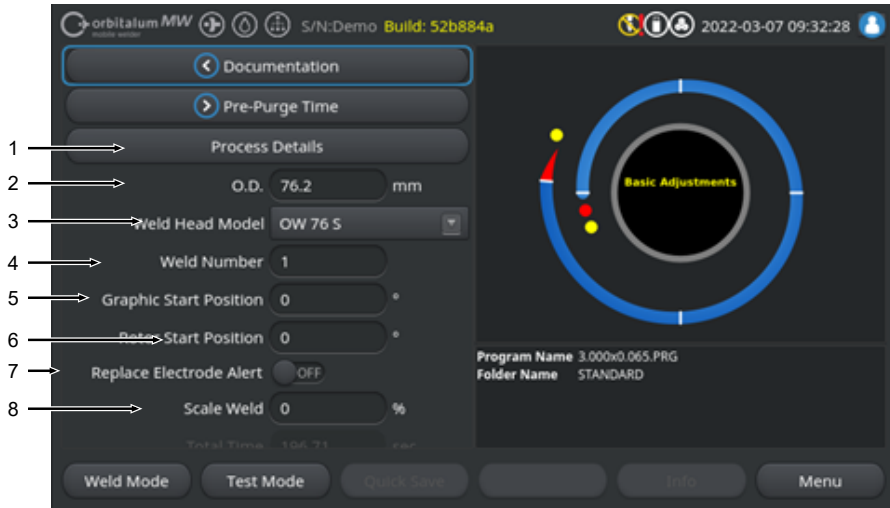 orbitalum MW S/N:Demo Build: 52b884a 2022-03-07 09:32:28
mobile welder
Documentation
Pre-Purge Time
1 Process Details
2 O.D. 76.2 mm
3 Weld Head Model OW 76 S
4 Weld Number 1
5 Graphic Start Position 0 °
6 Rotor Start Position 0 °
7 Replace Electrode Alert OFF
8 Scale Weld 0 %
Total Time 196.71 sec
Basic Adjustments
Program Name 3.000x0.065.PRG
Folder Name STANDARD
Weld Mode Test Mode Quick Save Info Menu